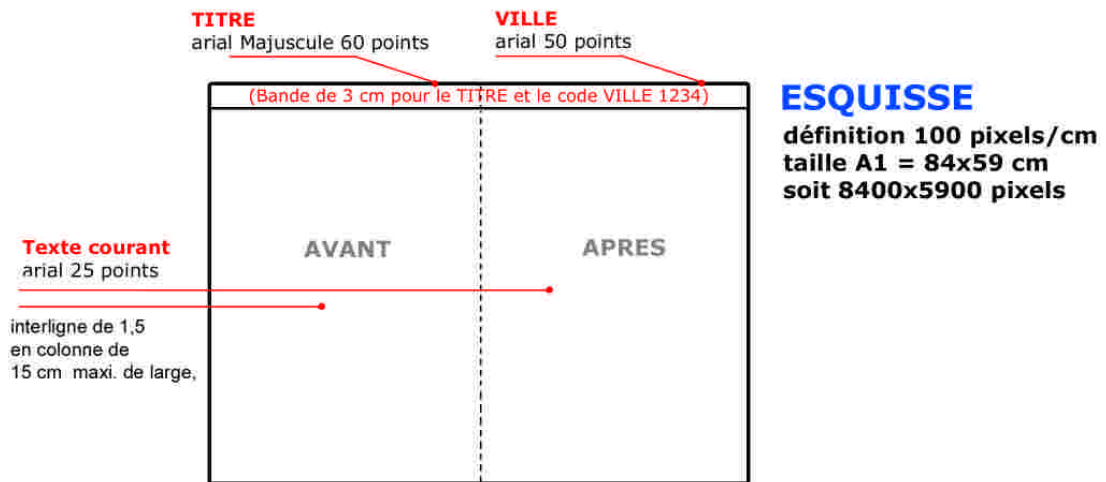 TITRE
arial Majuscule 60 points
VILLE
arial 50 points
(Bande de 3 cm pour le TITRE et le code VILLE 1234)
ESQUISSE
définition 100 pixels/cm
taille A1 = 84x59 cm
soit 8400x5900 pixels
AVANT
APRES
Texte courant
arial 25 points
interligne de 1,5
en colonne de
15 cm maxi. de large,